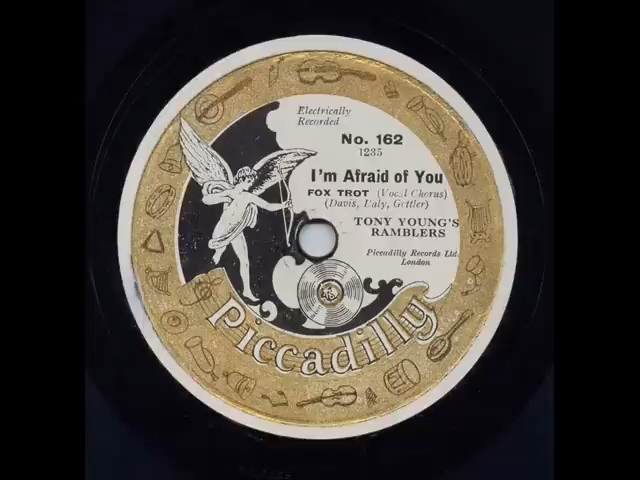 Electrically
Recorded
No. 162
1235
I'm Afraid of You
FOX TROT (Vocal Chorus)
(Davis, Daly, Gottler)
TONY YOUNG'S
RAMBLERS
Piccadilly Records Ltd.
London
Piccadilly